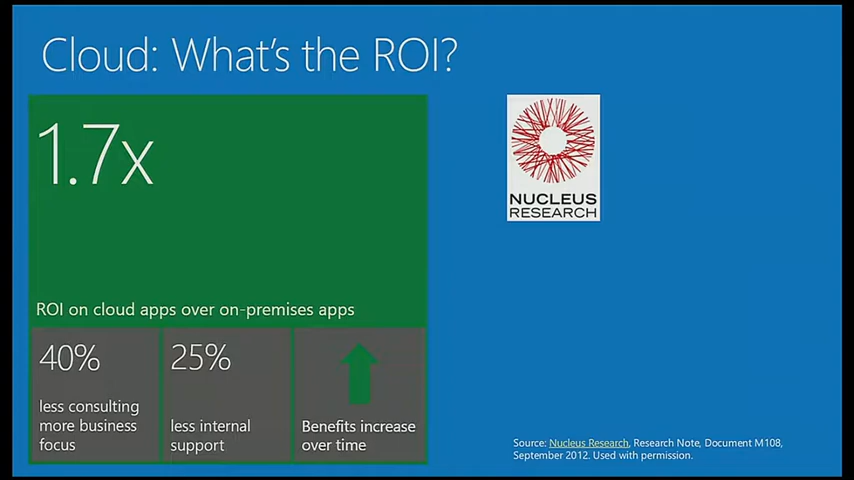 Cloud: What's the ROI?
1.7x
ROI on cloud apps over on-premises apps
40%
less consulting
more business
focus
25%
less internal
support
Benefits increase
over time
NUCLEUS
RESEARCH
Source: Nucleus Research, Research Note, Document M108,
September 2012. Used with permission.